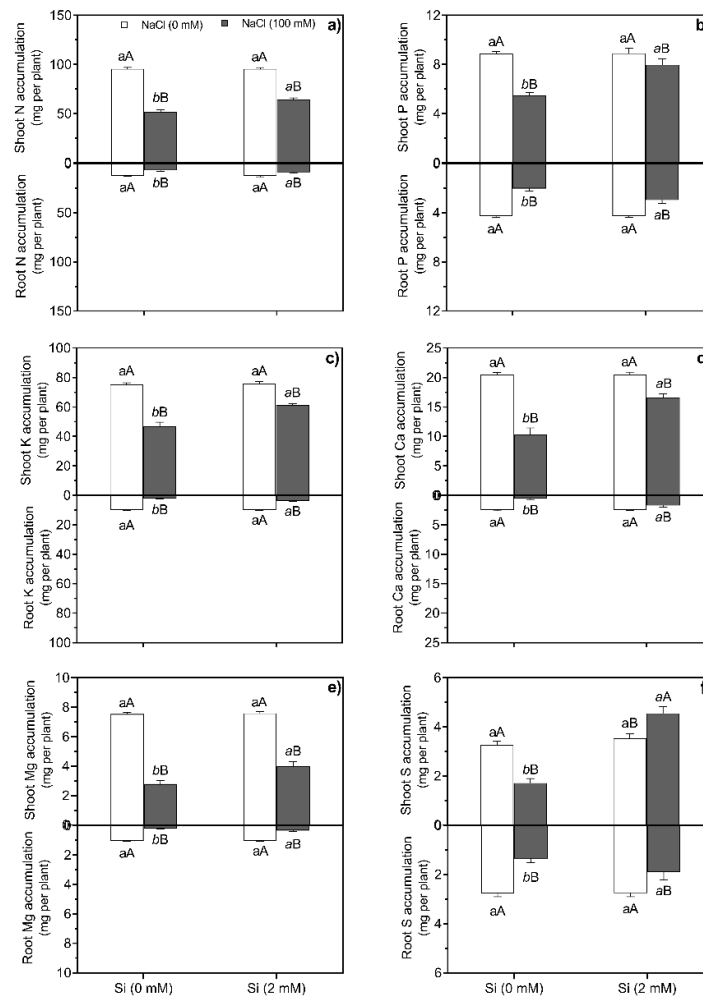 NaCl (0 mM) NaCl (100 mM)
a)
Shoot N accumulation
(mg per plant)
Root N accumulation
(mg per plant)
150
100
50
0
50
100
150
aA
bB
aA
aB
aA
bB
aA
aB
b
Shoot P accumulation
(mg per plant)
Root P accumulation
(mg per plant)
12
8
4
0
4
8
12
aA
bB
aA
aB
aA
bB
aA
aB
c)
Shoot K accumulation
(mg per plant)
Root K accumulation
(mg per plant)
100
80
60
40
20
0
20
40
60
80
100
aA
bB
aA
aB
aA
bB
aA
aB
Shoot Ca accumulation
(mg per plant)
Root Ca accumulation
(mg per plant)
25
20
15
10
5
0
5
10
15
20
25
aA
bB
aA
aB
aA
bB
aA
aB
e)
Shoot Mg accumulation
(mg per plant)
Root Mg accumulation
(mg per plant)
10
8
6
4
2
0
2
4
6
8
10
aA
bB
aA
aB
aA
bB
aA
aB
Si (0 mM) Si (2 mM)
Shoot S accumulation
(mg per plant)
Root S accumulation
(mg per plant)
6
4
2
0
2
4
6
aA
bB
aB
aA
aA
bB
aA
aB
Si (0 mM) Si (2 mM)